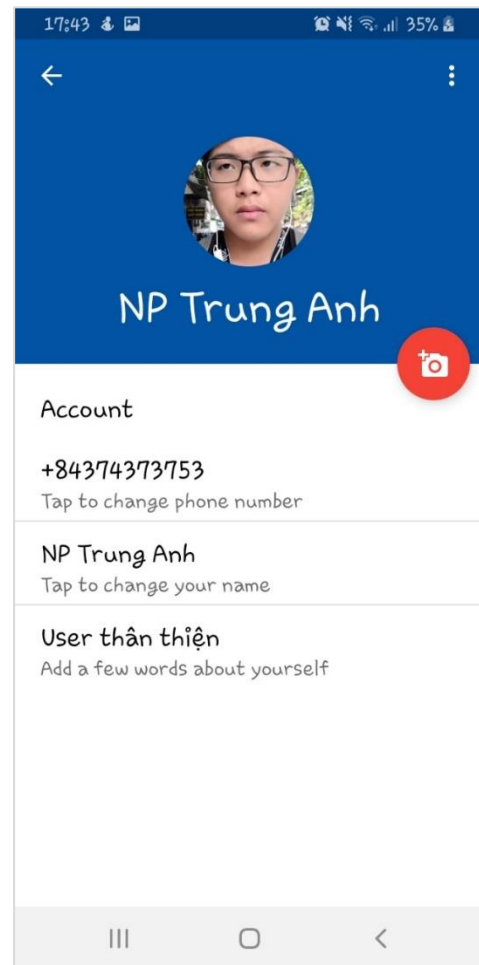 17:43 35%
NP Trung Anh
Account
+84374373753
Tap to change phone number
NP Trung Anh
Tap to change your name
User thân thiện
Add a few words about yourself